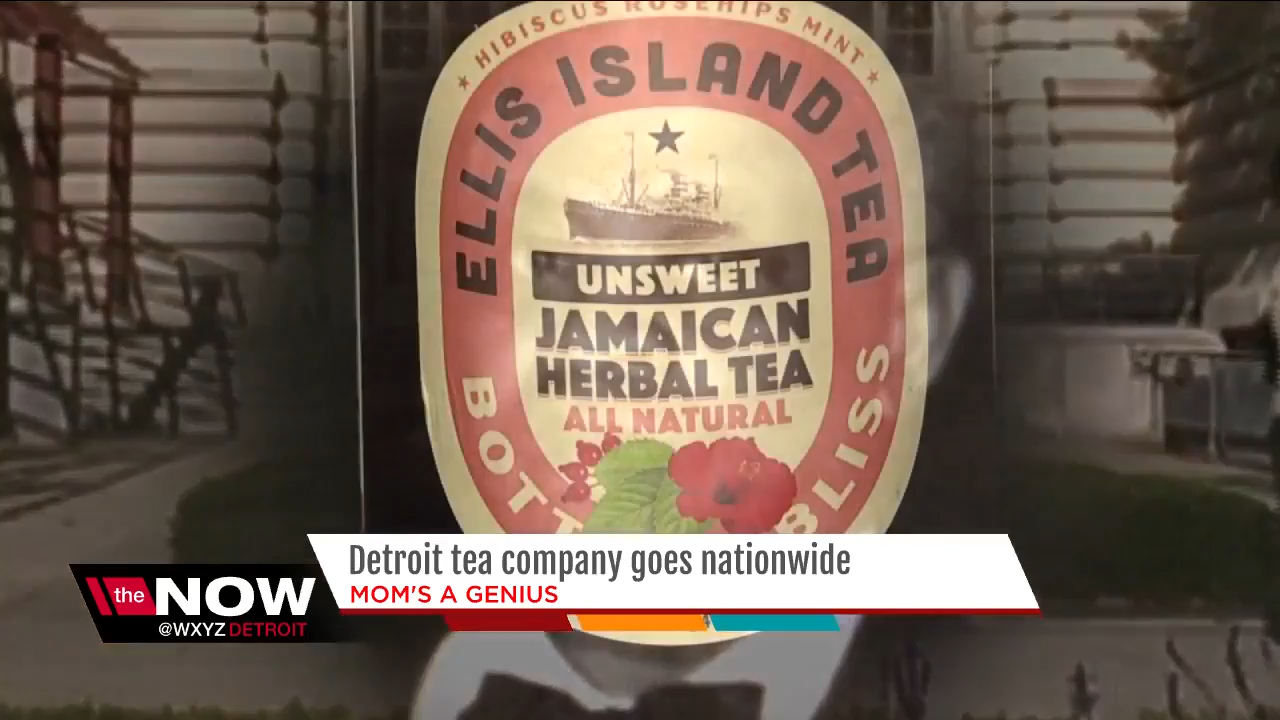 HIBISCUS ROSEHIPS MINT
ELLIS ISLAND TEA
UNSWEET
JAMAICAN
HERBAL TEA
ALL NATURAL
BLISS
Detroit tea company goes nationwide
MOM'S A GENIUS
the NOW
@WXYZ DETROIT